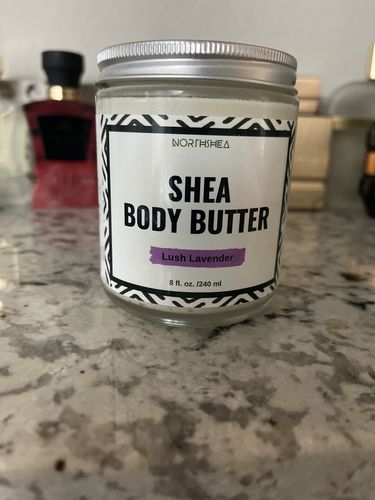 NORTHSHEA
SHEA
BODY BUTTER
Lush Lavender
8 fl. oz. /240 ml